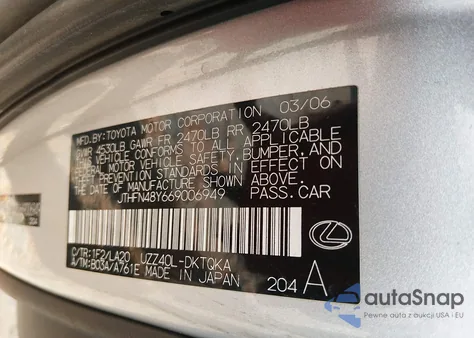 MFD.BY:TOYOTA MOTOR CORPORATION 03/06
GVWR 4530LB GAWR FR 2470LB RR 2470LB
THIS VEHICLE CONFORMS TO ALL APPLICABLE
FEDERAL MOTOR VEHICLE SAFETY,BUMPER,AND
THEFT PREVENTION STANDARDS IN EFFECT ON
THE DATE OF MANUFACTURE SHOWN ABOVE.
JTHFN48Y669006949 PASS.CAR
C/TR:1F2/LA20 UZZ40L-DKTQKA
A/TM:B03A/A761E MADE IN JAPAN
204 A
autaSnap
Pewne auta z aukcji USA i EU